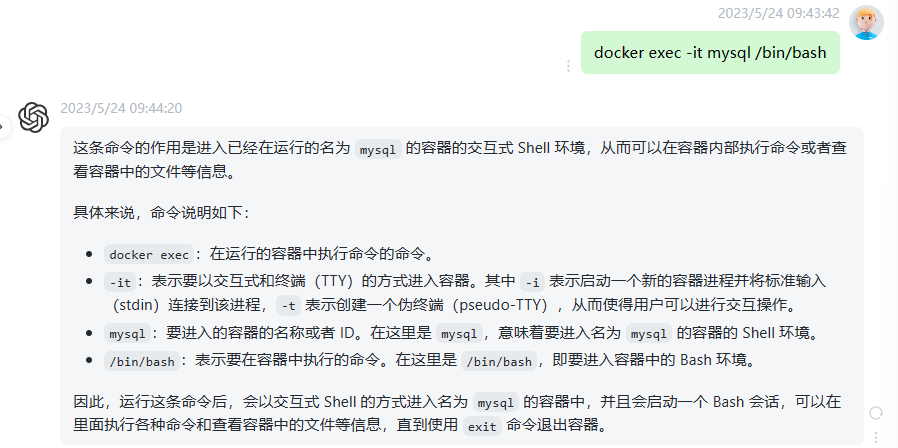 2023/5/24 09:43:42
docker exec -it mysql /bin/bash
2023/5/24 09:44:20
这条命令的作用是进入已经在运行的名为 mysql 的容器的交互式 Shell 环境，从而可以在容器内部执行命令或者查
看容器中的文件等信息。
具体来说，命令说明如下：
docker exec：在运行的容器中执行命令的命令。
-it：表示要以交互式和终端（TTY）的方式进入容器。其中 -i 表示启动一个新的容器进程并将标准输入
（stdin）连接到该进程，-t 表示创建一个伪终端（pseudo-TTY），从而使得用户可以进行交互操作。
mysql：要进入的容器的名称或者 ID。在这里是 mysql，意味着要进入名为 mysql 的容器的 Shell 环境。
/bin/bash：表示要在容器中执行的命令。在这里是 /bin/bash，即要进入容器中的 Bash 环境。
因此，运行这条命令后，会以交互式 Shell 的方式进入名为 mysql 的容器中，并且会启动一个 Bash 会话，可以在
里面执行各种命令和查看容器中的文件等信息，直到使用 exit 命令退出容器。